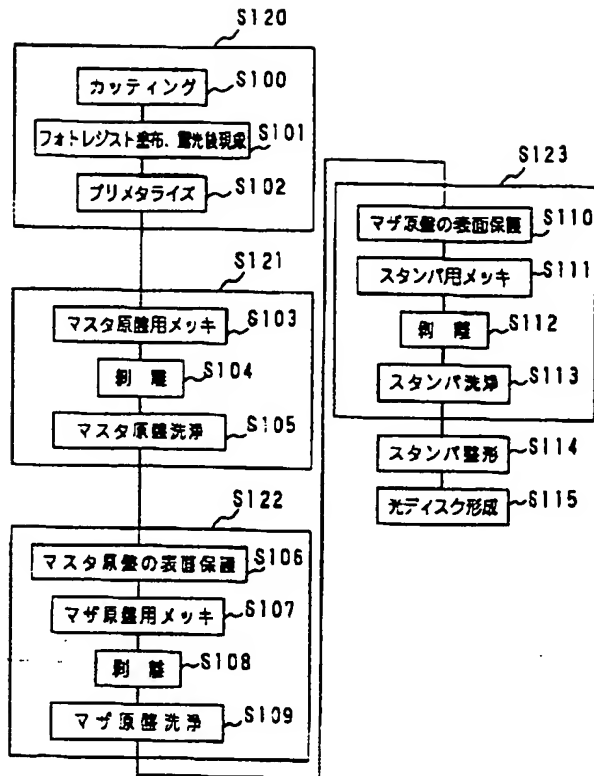 S120
カッティング
S100
フォトレジスト塗布、露光後現像
S101
プリメタライズ
S102
S121
マスタ原盤用メッキ
S103
剥離
S104
マスタ原盤洗浄
S105
S122
マスタ原盤の表面保護
S106
マザ原盤用メッキ
S107
剥離
S108
マザ原盤洗浄
S109
S123
マザ原盤の表面保護
S110
スタンパ用メッキ
S111
剥離
S112
スタンパ洗浄
S113
スタンパ整形
S114
光ディスク形成
S115